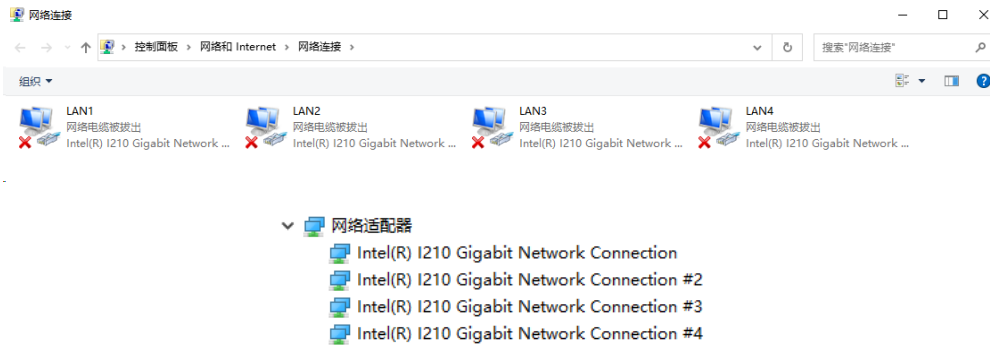 网络连接
控制面板 › 网络和 Internet › 网络连接 ›
搜索"网络连接"
组织
LAN1
网络电缆被拔出
Intel(R) I210 Gigabit Network ...
LAN2
网络电缆被拔出
Intel(R) I210 Gigabit Network ...
LAN3
网络电缆被拔出
Intel(R) I210 Gigabit Network ...
LAN4
网络电缆被拔出
Intel(R) I210 Gigabit Network ...
网络适配器
Intel(R) I210 Gigabit Network Connection
Intel(R) I210 Gigabit Network Connection #2
Intel(R) I210 Gigabit Network Connection #3
Intel(R) I210 Gigabit Network Connection #4